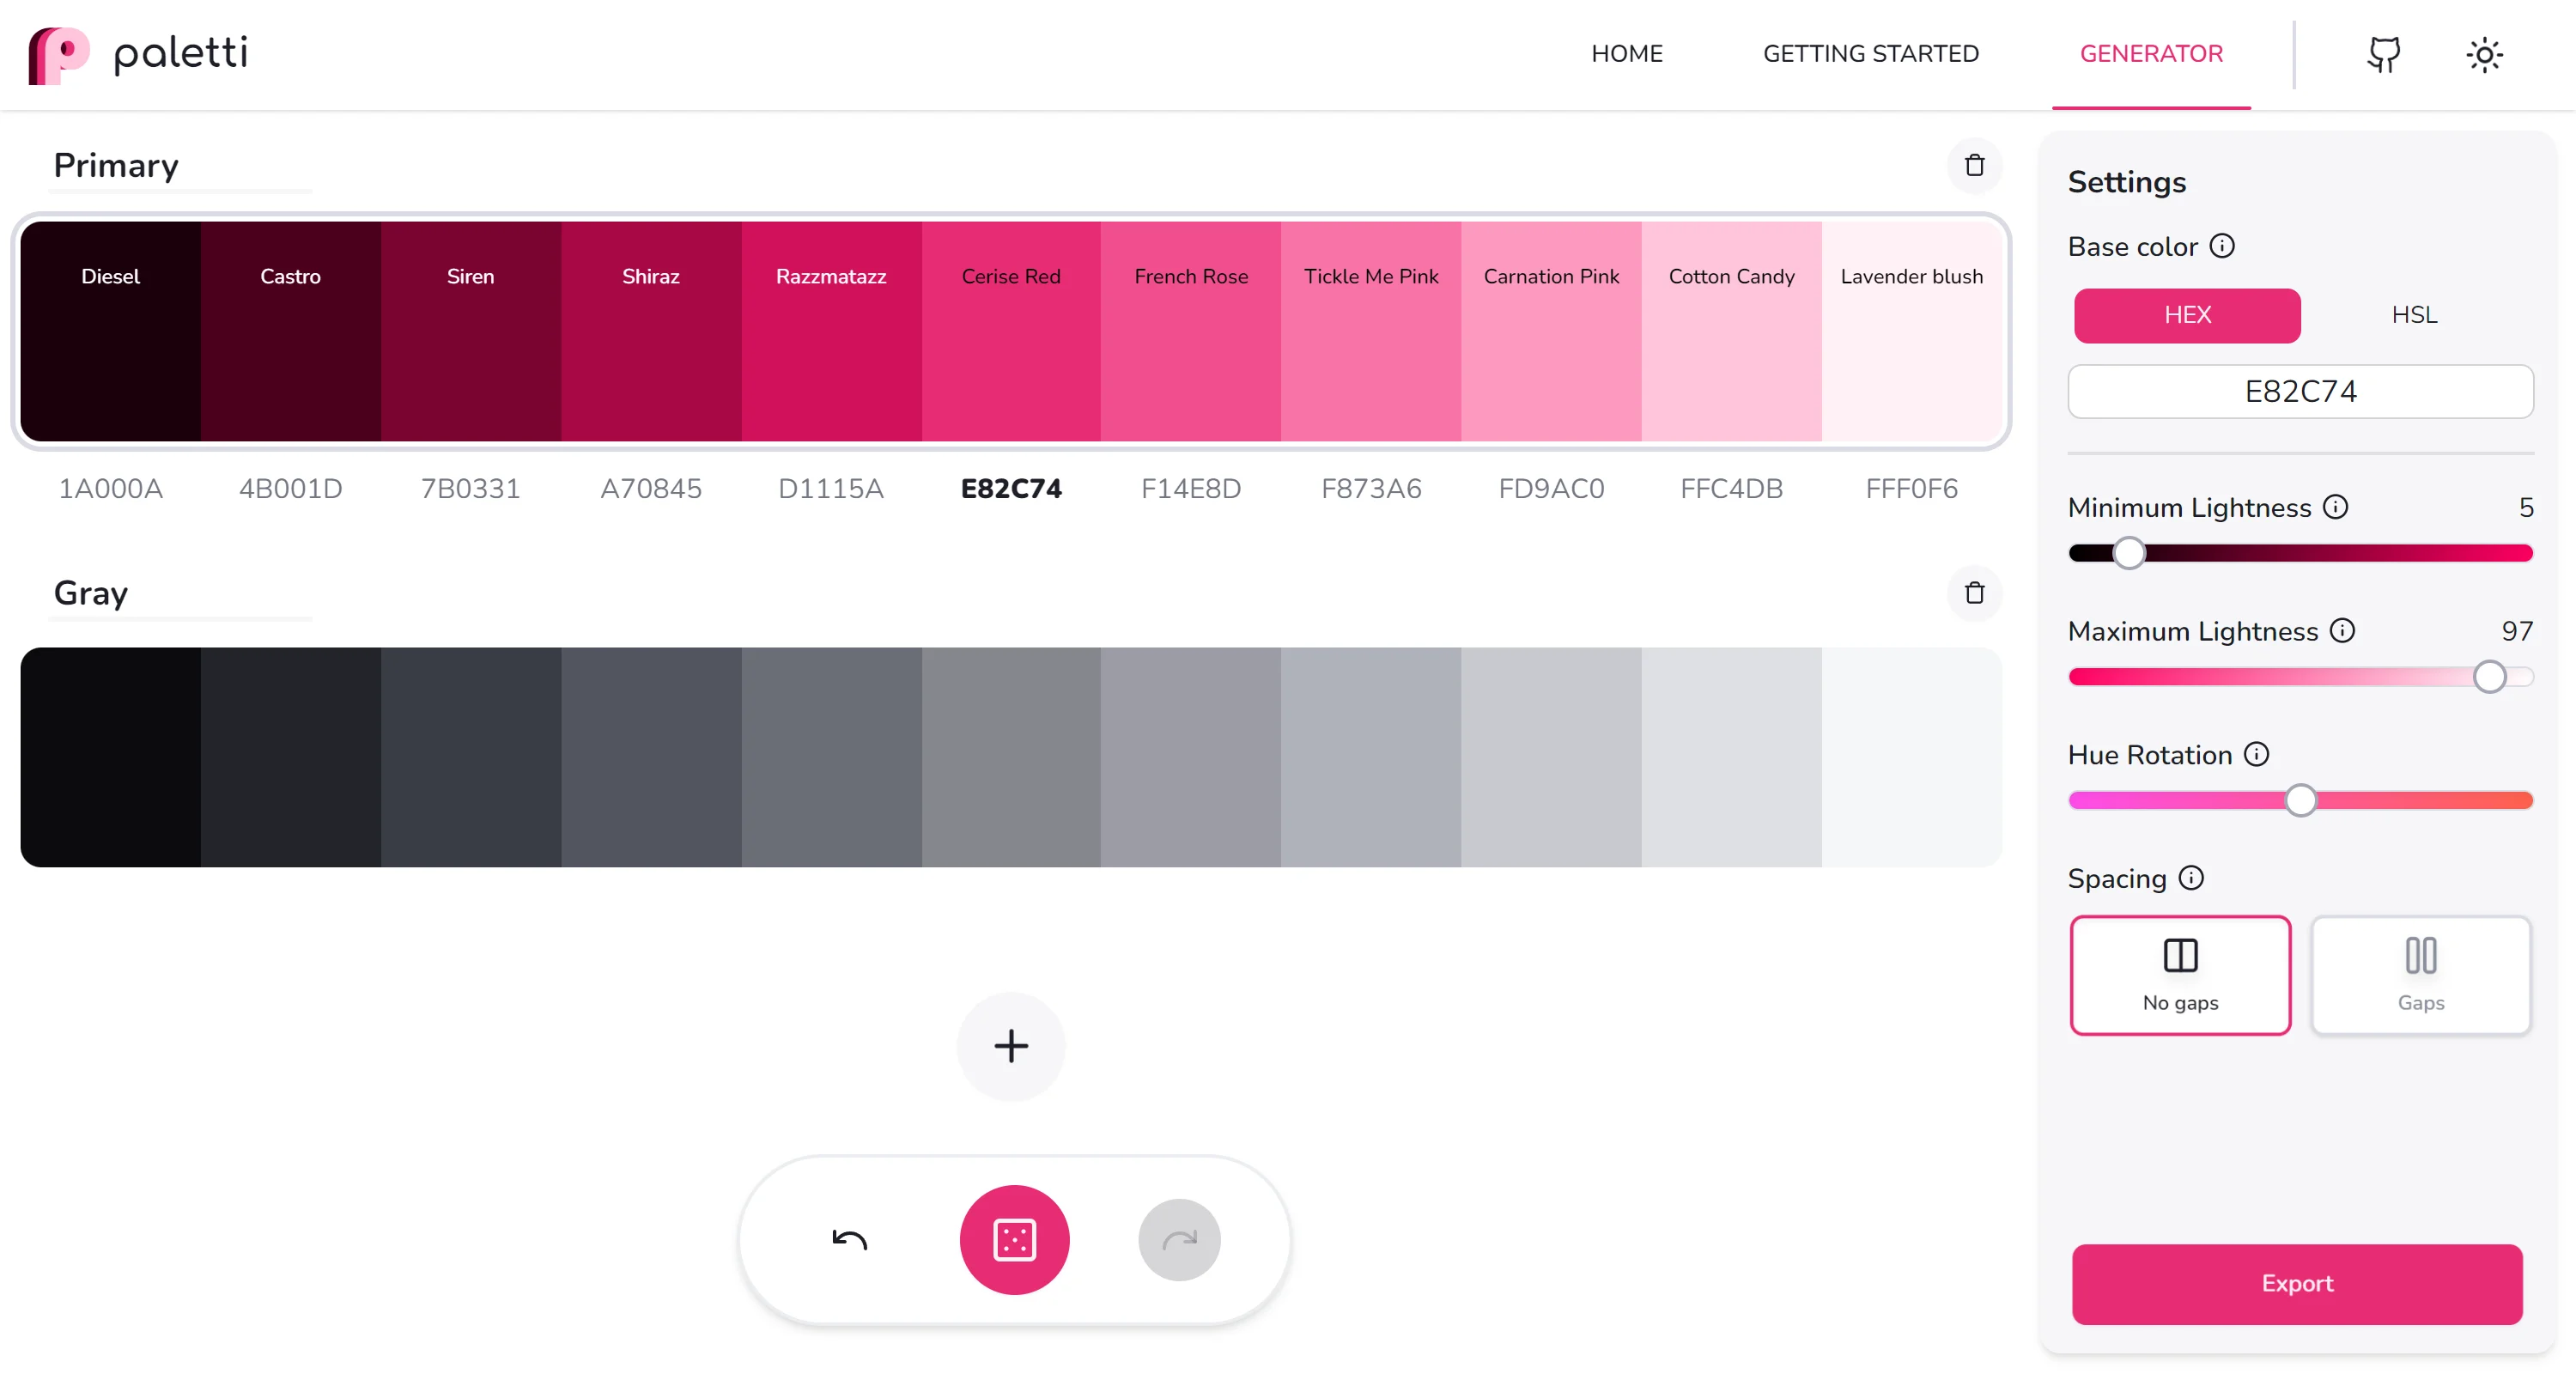 paletti
HOME
GETTING STARTED
GENERATOR
Primary
Diesel
Castro
Siren
Shiraz
Razzmatazz
Cerise Red
French Rose
Tickle Me Pink
Carnation Pink
Cotton Candy
Lavender blush
1A000A
4B001D
7B0331
A70845
D1115A
E82C74
F14E8D
F873A6
FD9AC0
FFC4DB
FFF0F6
Gray
Settings
Base color
HEX
HSL
E82C74
Minimum Lightness
5
Maximum Lightness
97
Hue Rotation
Spacing
No gaps
Gaps
Export